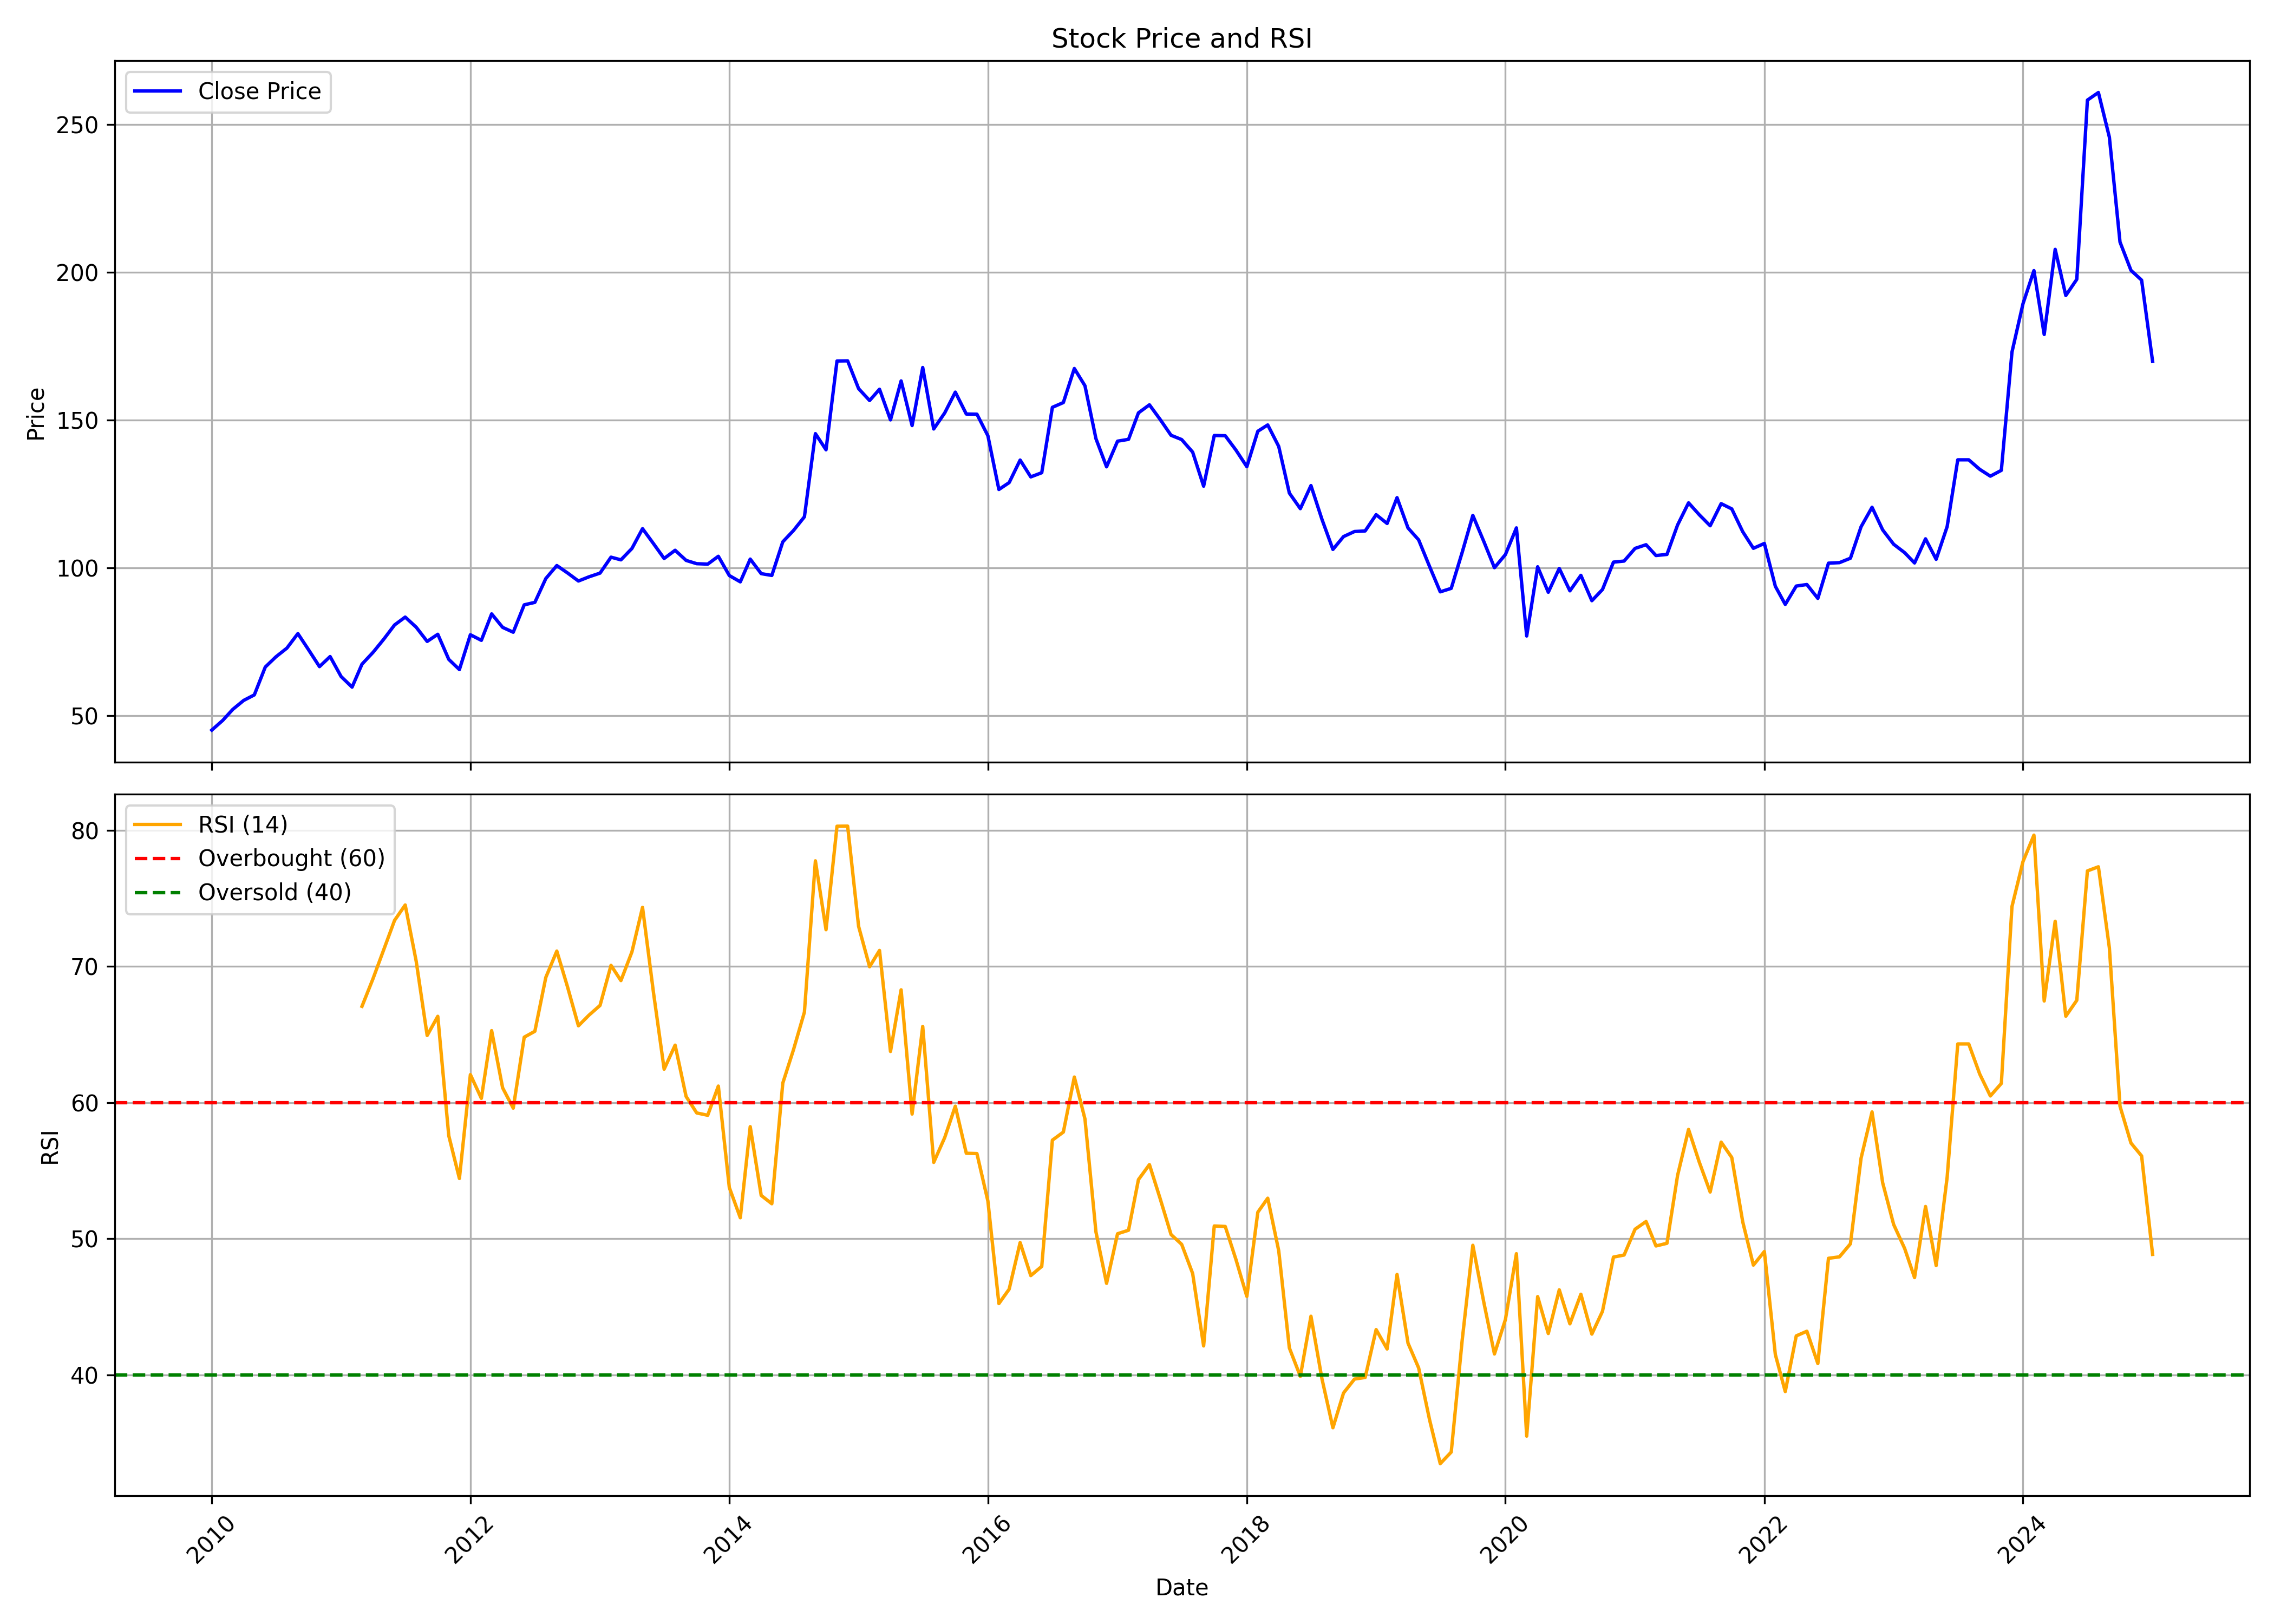 Stock Price and RSI
Close Price
250
200
150
100
50
Price
RSI (14)
Overbought (60)
Oversold (40)
80
70
60
50
40
RSI
2010
2012
2014
2016
2018
2020
2022
2024
Date